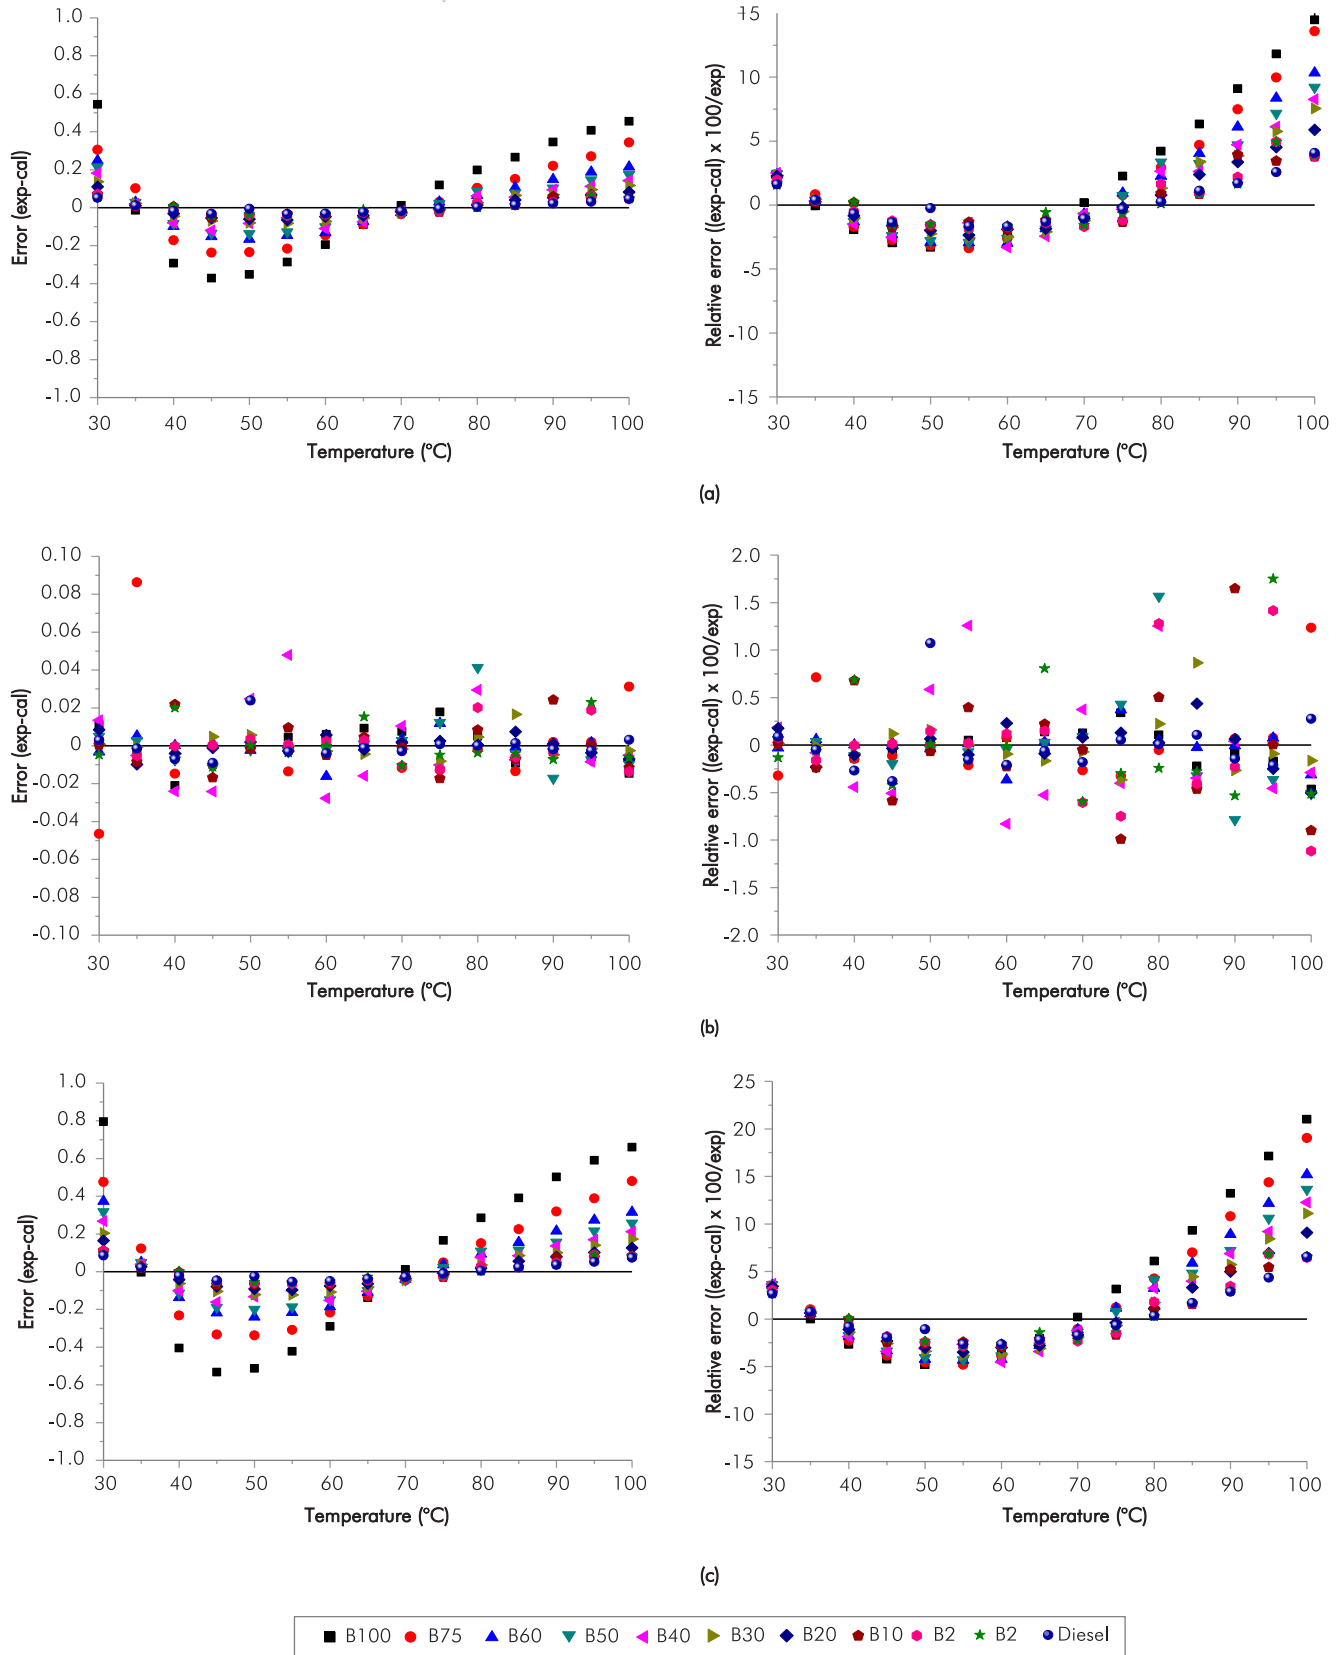 1.0
0.8
0.6
0.4
0.2
0
-0.2
-0.4
-0.6
-0.8
-1.0
Error (exp-cal)
30 40 50 60 70 80 90 100
Temperature (°C)
15
10
5
0
-5
-10
-15
Relative error ((exp-cal) x 100/exp)
30 40 50 60 70 80 90 100
Temperature (°C)
(a)
0.10
0.08
0.06
0.04
0.02
0
-0.02
-0.04
-0.06
-0.08
-0.10
Error (exp-cal)
30 40 50 60 70 80 90 100
Temperature (°C)
2.0
1.5
1.0
0.5
0
-0.5
-1.0
-1.5
-2.0
Relative error ((exp-cal) x 100/exp)
30 40 50 60 70 80 90 100
Temperature (°C)
(b)
1.0
0.8
0.6
0.4
0.2
0
-0.2
-0.4
-0.6
-0.8
-1.0
Error (exp-cal)
30 40 50 60 70 80 90 100
Temperature (°C)
25
20
15
10
5
0
-5
-10
-15
Relative error ((exp-cal) x 100/exp)
30 40 50 60 70 80 90 100
Temperature (°C)
(c)
B100 B75 B60 B50 B40 B30 B20 B10 B2 B2 Diesel